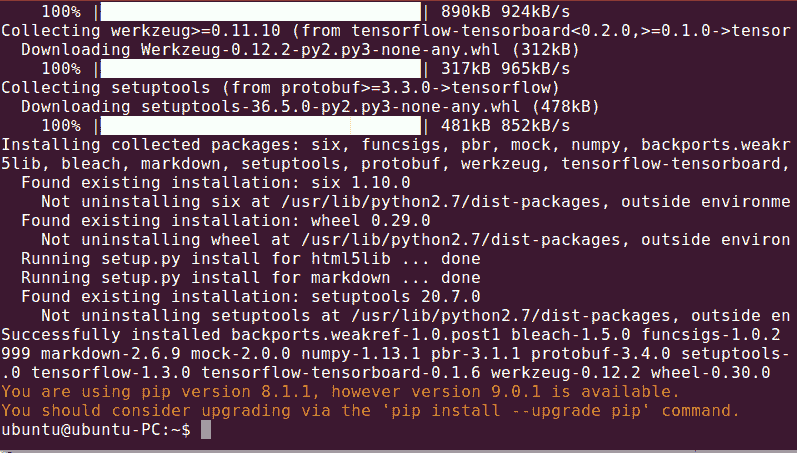 100% |████████████████████████████████| 890kB 924kB/s
Collecting werkzeug>=0.11.10 (from tensorflow-tensorboard<0.2.0,>=0.1.0->tensor
Downloading Werkzeug-0.12.2-py2.py3-none-any.whl (312kB)
100% |████████████████████████████████| 317kB 965kB/s
Collecting setuptools (from protobuf>=3.3.0->tensorflow)
Downloading setuptools-36.5.0-py2.py3-none-any.whl (478kB)
100% |████████████████████████████████| 481kB 852kB/s
Installing collected packages: six, funcsigs, pbr, mock, numpy, backports.weakr
5lib, bleach, markdown, setuptools, protobuf, werkzeug, tensorflow-tensorboard,
Found existing installation: six 1.10.0
Not uninstalling six at /usr/lib/python2.7/dist-packages, outside environme
Found existing installation: wheel 0.29.0
Not uninstalling wheel at /usr/lib/python2.7/dist-packages, outside environ
Running setup.py install for html5lib ... done
Running setup.py install for markdown ... done
Found existing installation: setuptools 20.7.0
Not uninstalling setuptools at /usr/lib/python2.7/dist-packages, outside en
Successfully installed backports.weakref-1.0.post1 bleach-1.5.0 funcsigs-1.0.2
999 markdown-2.6.9 mock-2.0.0 numpy-1.13.1 pbr-3.1.1 protobuf-3.4.0 setuptools-
.0 tensorflow-1.3.0 tensorflow-tensorboard-0.1.6 werkzeug-0.12.2 wheel-0.30.0
You are using pip version 8.1.1, however version 9.0.1 is available.
You should consider upgrading via the 'pip install --upgrade pip' command.
ubuntu@ubuntu-PC:~$